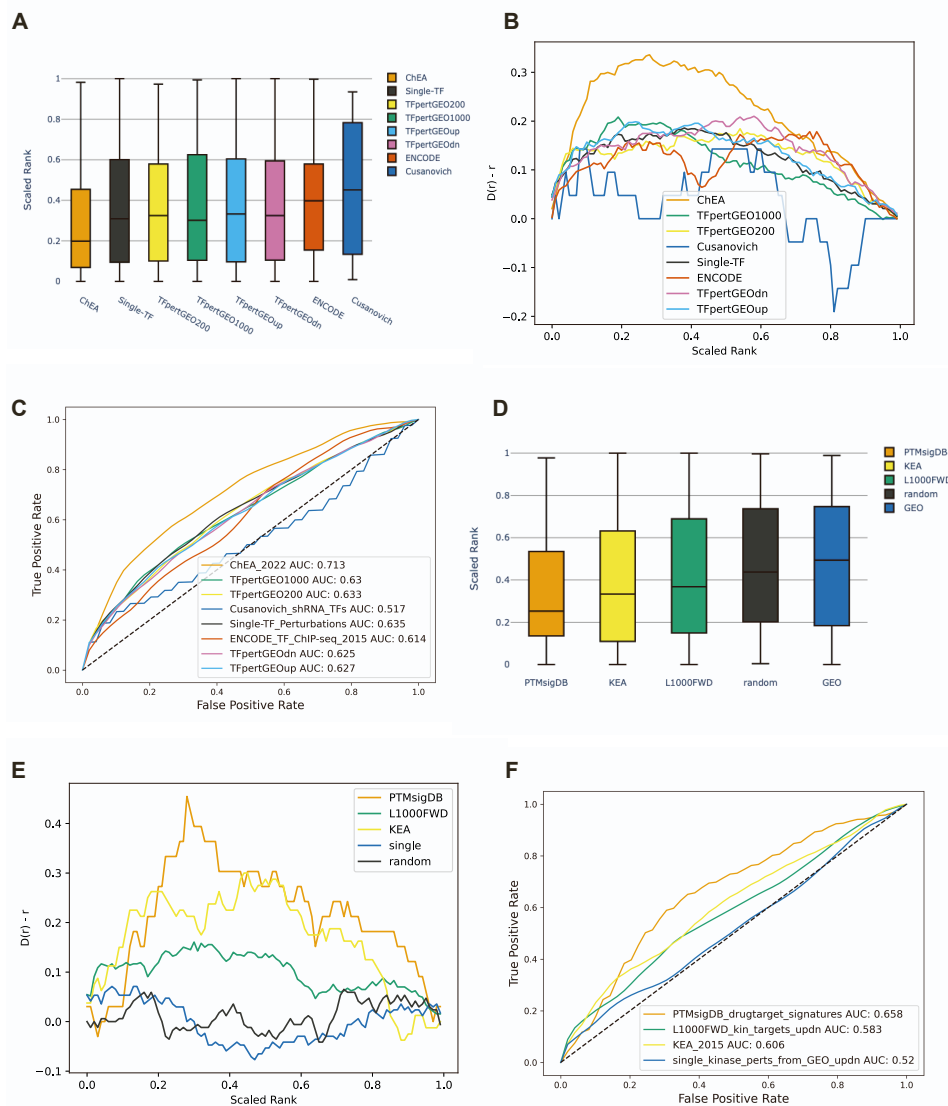 A
1
0.8
0.6
0.4
0.2
0
Scaled Rank
ChEA
Single-TF
TFpertGEO200
TFpertGEO1000
TFpertGEOup
TFpertGEOdn
ENCODE
Cusanovich
ChEA
Single-TF
TFpertGEO200
TFpertGEO1000
TFpertGEOup
TFpertGEOdn
ENCODE
Cusanovich
B
0.3
0.2
0.1
0.0
−0.1
−0.2
D(r) - r
ChEA
TFpertGEO1000
TFpertGEO200
Cusanovich
Single-TF
ENCODE
TFpertGEOdn
TFpertGEOup
0.0 0.2 0.4 0.6 0.8 1.0
Scaled Rank
C
1.0
0.8
0.6
0.4
0.2
0.0
True Positive Rate
ChEA_2022 AUC: 0.713
TFpertGEO1000 AUC: 0.63
TFpertGEO200 AUC: 0.633
Cusanovich_shRNA_TFs AUC: 0.517
Single-TF_Perturbations AUC: 0.635
ENCODE_TF_ChIP-seq_2015 AUC: 0.614
TFpertGEOdn AUC: 0.625
TFpertGEOup AUC: 0.627
0.0 0.2 0.4 0.6 0.8 1.0
False Positive Rate
D
1
0.8
0.6
0.4
0.2
0
Scaled Rank
PTMsigDB
KEA
L1000FWD
random
GEO
PTMsigDB KEA L1000FWD random GEO
E
0.4
0.3
0.2
0.1
0.0
−0.1
D(r) - r
PTMsigDB
L1000FWD
KEA
single
random
0.0 0.2 0.4 0.6 0.8 1.0
Scaled Rank
F
1.0
0.8
0.6
0.4
0.2
0.0
True Positive Rate
PTMsigDB_drugtarget_signatures AUC: 0.658
L1000FWD_kin_targets_updn AUC: 0.583
KEA_2015 AUC: 0.606
single_kinase_perts_from_GEO_updn AUC: 0.52
0.0 0.2 0.4 0.6 0.8 1.0
False Positive Rate